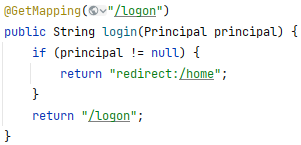 @GetMapping("/logon")
public String login(Principal principal) {
    if (principal != null) {
        return "redirect:/home";
    }
    return "/logon";
}